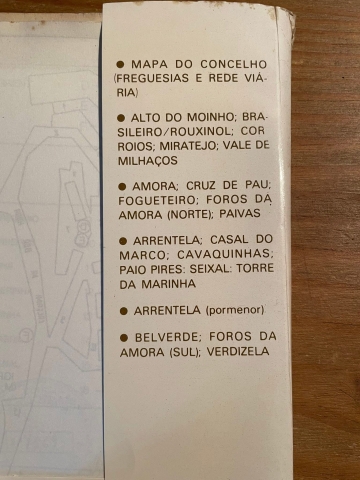 ● MAPA DO CONCELHO
(FREGUESIAS E REDE VIÁ-
RIA)
● ALTO DO MOINHO; BRA-
SILEIRO/ROUXINOL; COR
ROIOS; MIRATEJO; VALE DE
MILHAÇOS
● AMORA; CRUZ DE PAU;
FOGUETEIRO; FOROS DA
AMORA (NORTE); PAIVAS
● ARRENTELA; CASAL DO
MARCO; CAVAQUINHAS;
PAIO PIRES: SEIXAL: TORRE
DA MARINHA
● ARRENTELA (pormenor)
● BELVERDE; FOROS DA
AMORA (SUL); VERDIZELA